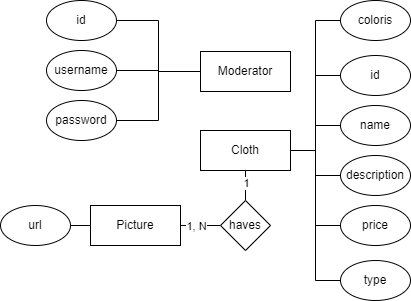 id
coloris
username
Moderator
id
password
name
Cloth
description
1
url
Picture
1, N
haves
price
type